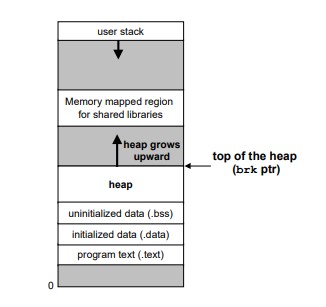 user stack
Memory mapped region
for shared libraries
heap grows
upward
top of the heap
(brk ptr)
heap
uninitialized data (.bss)
initialized data (.data)
program text (.text)
0